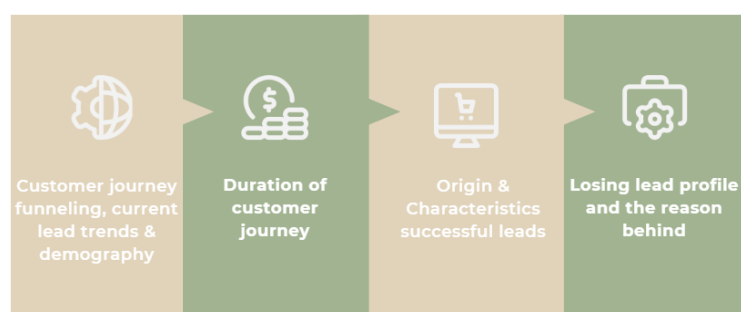 Customer journey
funneling, current
lead trends &
demography
Duration of
customer
journey
Origin &
Characteristics
successful leads
Losing lead profile
and the reason
behind